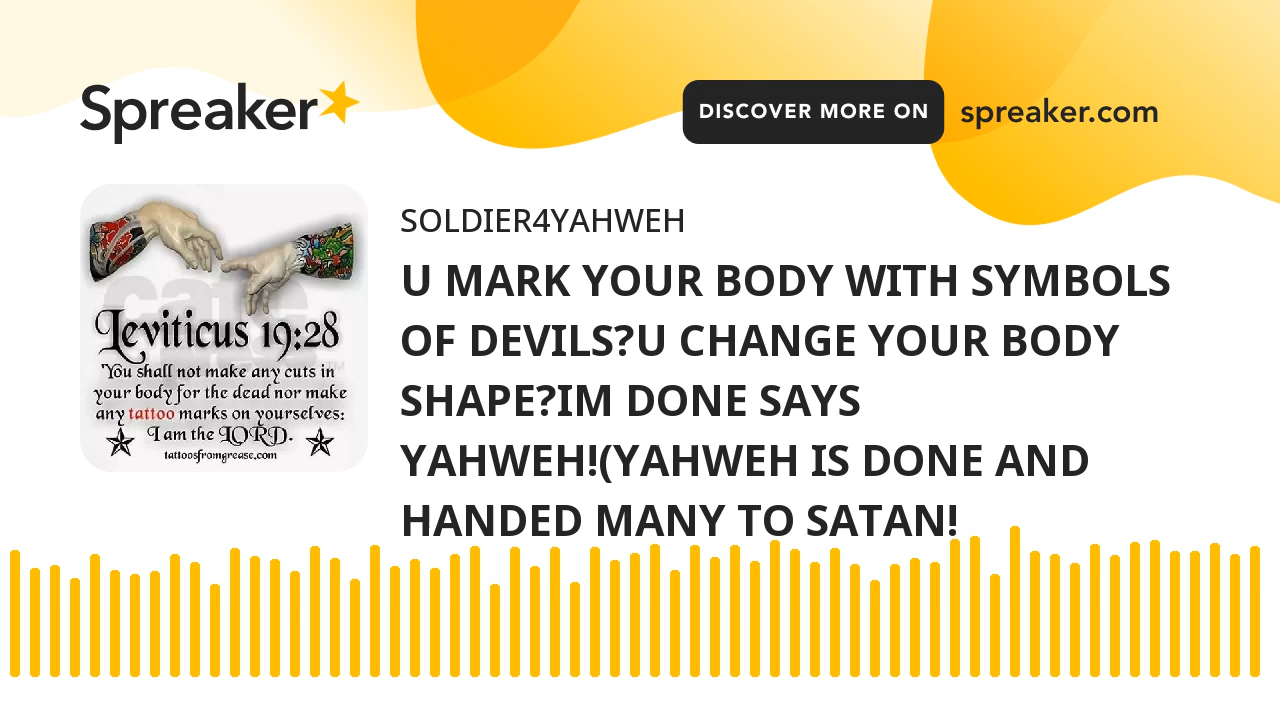 Spreaker
DISCOVER MORE ON
spreaker.com
Leviticus 19:28
"You shall not make any cuts in
your body for the dead nor make
any tattoo marks on yourselves:
I am the LORD.
tattoosfromgrease.com
SOLDIER4YAHWEH
U MARK YOUR BODY WITH SYMBOLS
OF DEVILS?U CHANGE YOUR BODY
SHAPE?IM DONE SAYS
YAHWEH!(YAHWEH IS DONE AND
HANDED MANY TO SATAN!